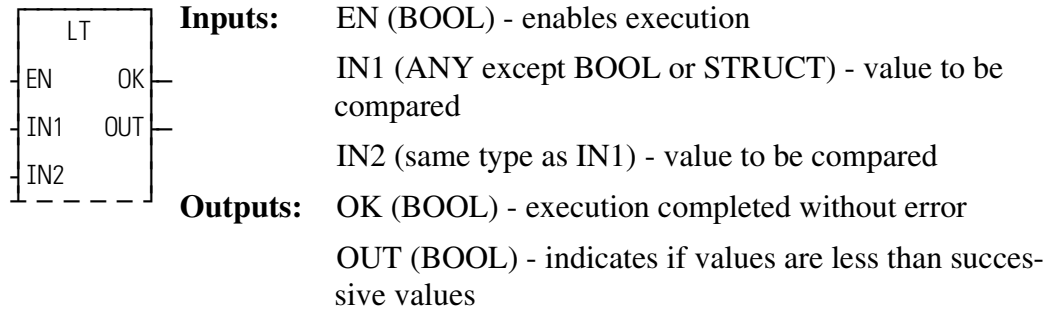 LT
EN OK
IN1 OUT
IN2
Inputs: EN (BOOL) - enables execution
IN1 (ANY except BOOL or STRUCT) - value to be
compared
IN2 (same type as IN1) - value to be compared
Outputs: OK (BOOL) - execution completed without error
OUT (BOOL) - indicates if values are less than succes-
sive values